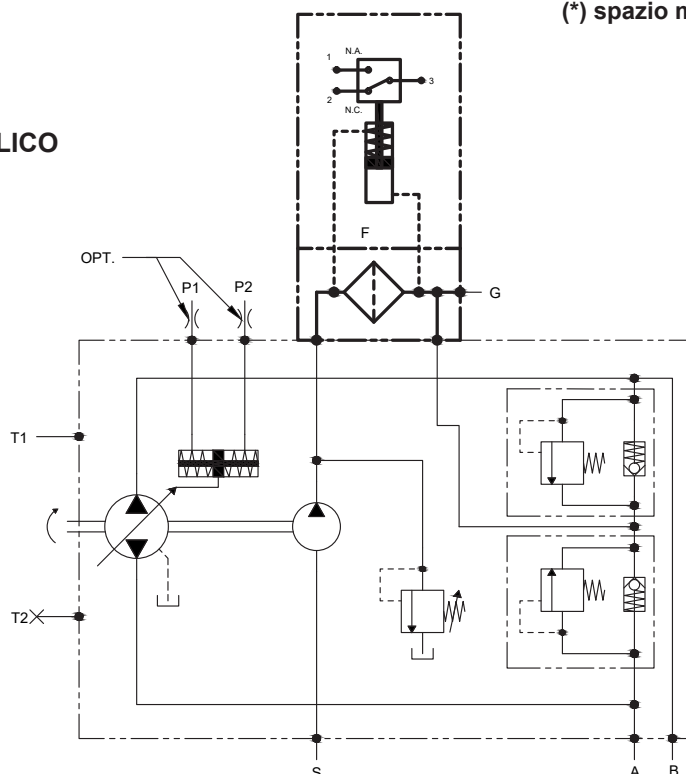 (*) spazio m
N.A.
1
3
2
N.C.
LICO
F
OPT.
P1 P2
G
T1
T2
S A B